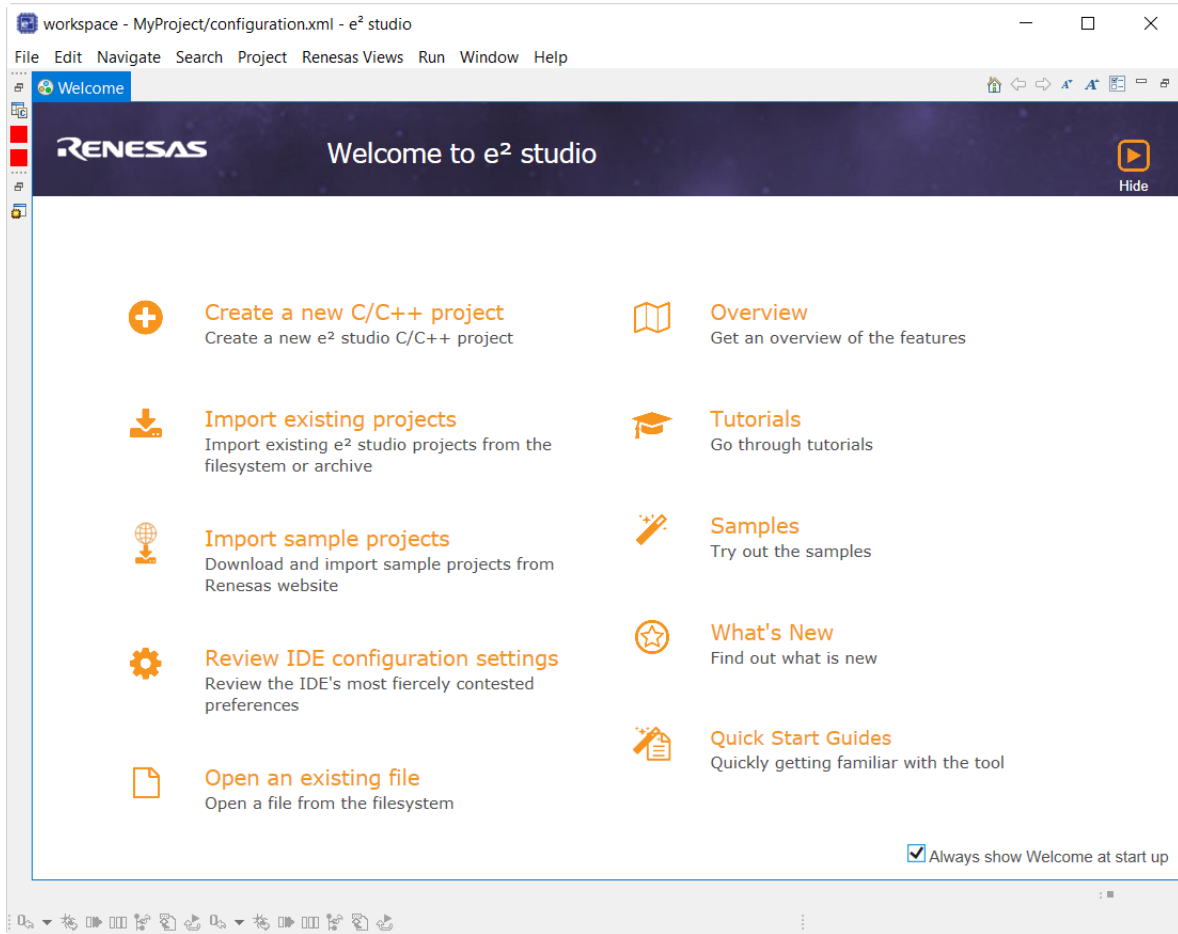 workspace - MyProject/configuration.xml - e² studio
File Edit Navigate Search Project Renesas Views Run Window Help
Welcome
RENESAS
Welcome to e² studio
Hide
Create a new C/C++ project
Create a new e² studio C/C++ project
Import existing projects
Import existing e² studio projects from the
filesystem or archive
Import sample projects
Download and import sample projects from
Renesas website
Review IDE configuration settings
Review the IDE's most fiercely contested
preferences
Open an existing file
Open a file from the filesystem
Overview
Get an overview of the features
Tutorials
Go through tutorials
Samples
Try out the samples
What's New
Find out what is new
Quick Start Guides
Quickly getting familiar with the tool
Always show Welcome at start up